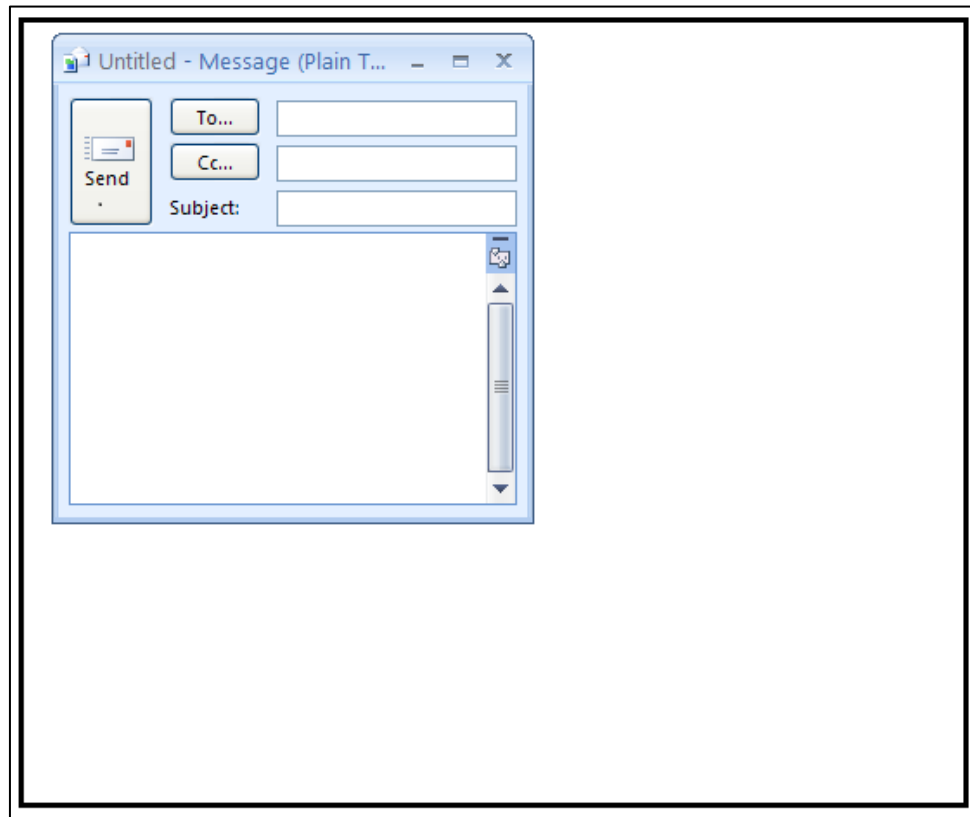 Untitled - Message (Plain T...
To...
Cc...
Send
Subject: